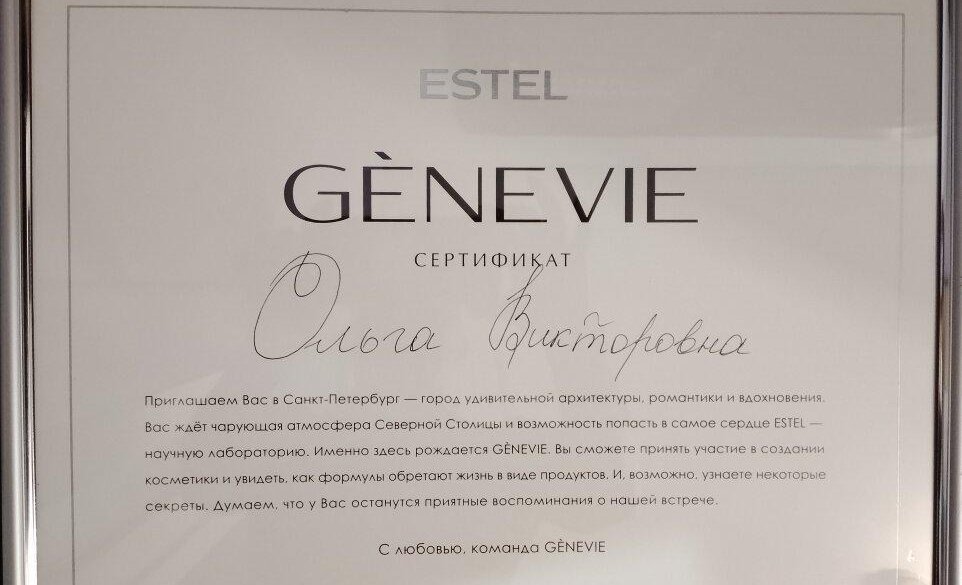 ESTEL
GÈNEVIE
СЕРТИФИКАТ
Ольга Викторовна
Приглашаем Вас в Санкт-Петербург — город удивительной архитектуры, романтики и вдохновения.
Вас ждёт чарующая атмосфера Северной Столицы и возможность попасть в самое сердце ESTEL —
научную лабораторию. Именно здесь рождается GÈNEVIE. Вы сможете принять участие в создании
косметики и увидеть, как формулы обретают жизнь в виде продуктов. И, возможно, узнаете некоторые
секреты. Думаем, что у Вас останутся приятные воспоминания о нашей встрече.
С любовью, команда GÈNEVIE